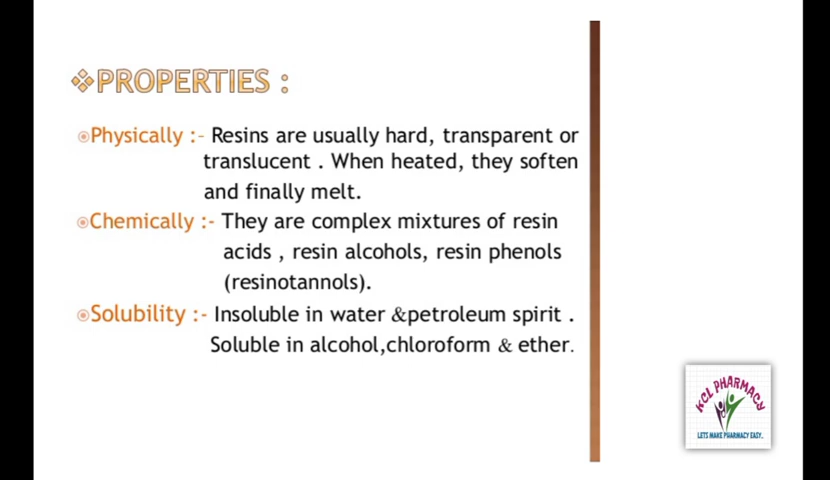 ❖PROPERTIES :
Physically :- Resins are usually hard, transparent or
translucent . When heated, they soften
and finally melt.
Chemically :- They are complex mixtures of resin
acids , resin alcohols, resin phenols
(resinotannols).
Solubility :- Insoluble in water &petroleum spirit .
Soluble in alcohol,chloroform & ether.
KCL PHARMACY
LETS MAKE PHARMACY EASY.